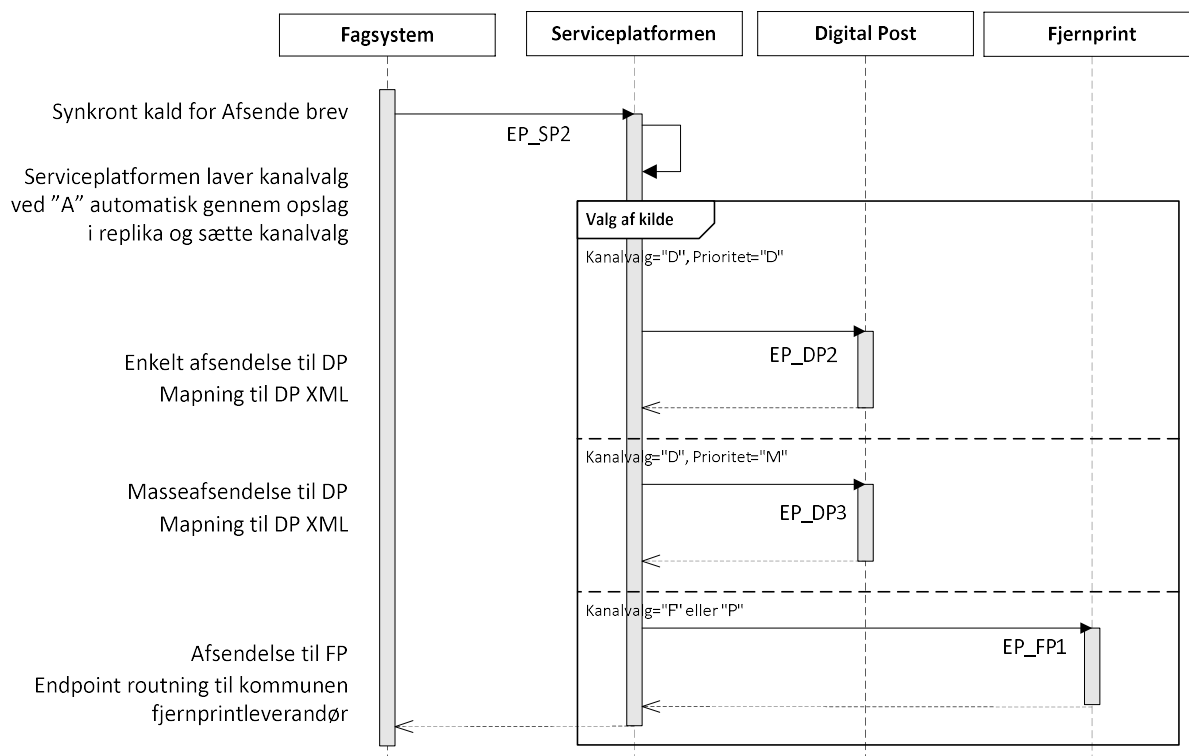 Fagsystem
Serviceplatformen
Digital Post
Fjernprint
Synkront kald for Afsende brev
EP_SP2
Serviceplatformen laver kanalvalg
ved ”A” automatisk gennem opslag
i replika og sætte kanalvalg
Valg af kilde
Kanalvalg="D", Prioritet="D"
EP_DP2
Enkelt afsendelse til DP
Mapning til DP XML
Kanalvalg="D", Prioritet="M"
Masseafsendelse til DP
EP_DP3
Mapning til DP XML
Kanalvalg="F" eller "P"
EP_FP1
Afsendelse til FP
Endpoint routning til kommunen
fjernprintleverandør